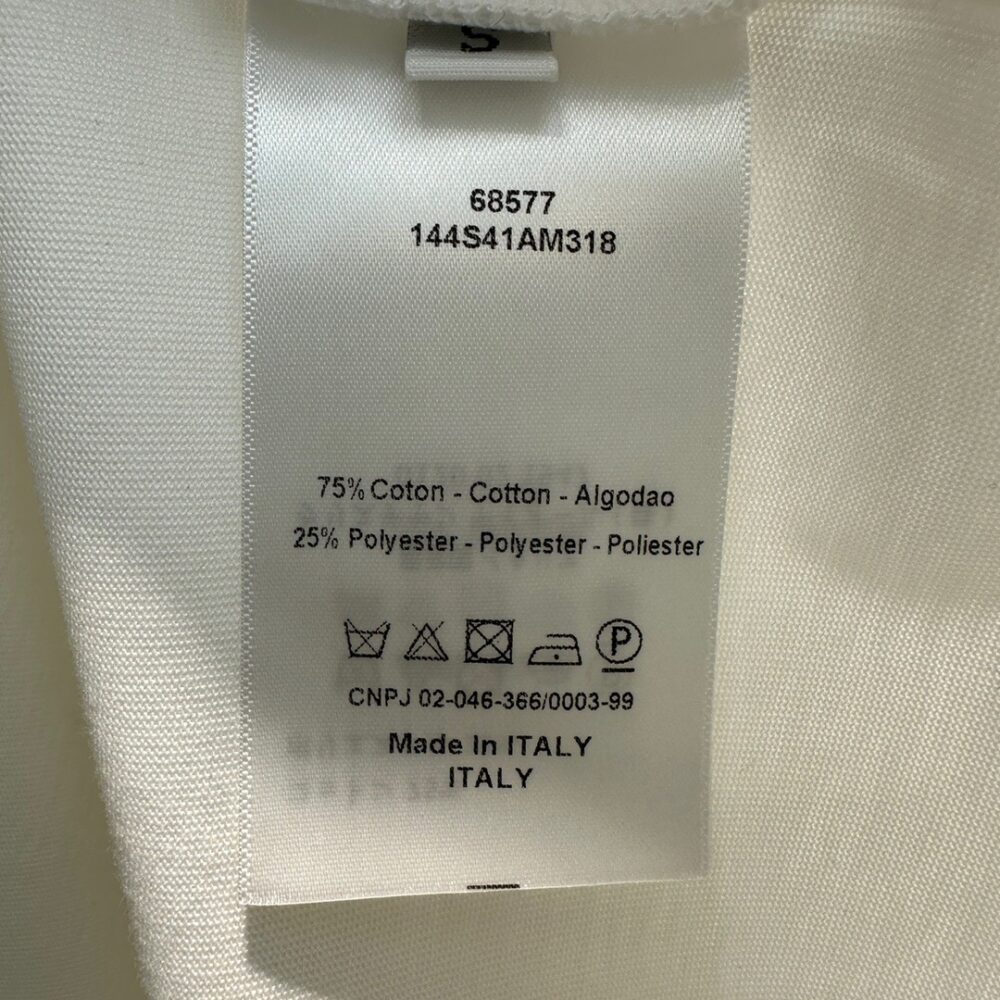 S
68577
144S41AM318
75% Coton - Cotton - Algodao
25% Polyester - Polyester - Poliester
P
CNPJ 02-046-366/0003-99
Made In ITALY
ITALY